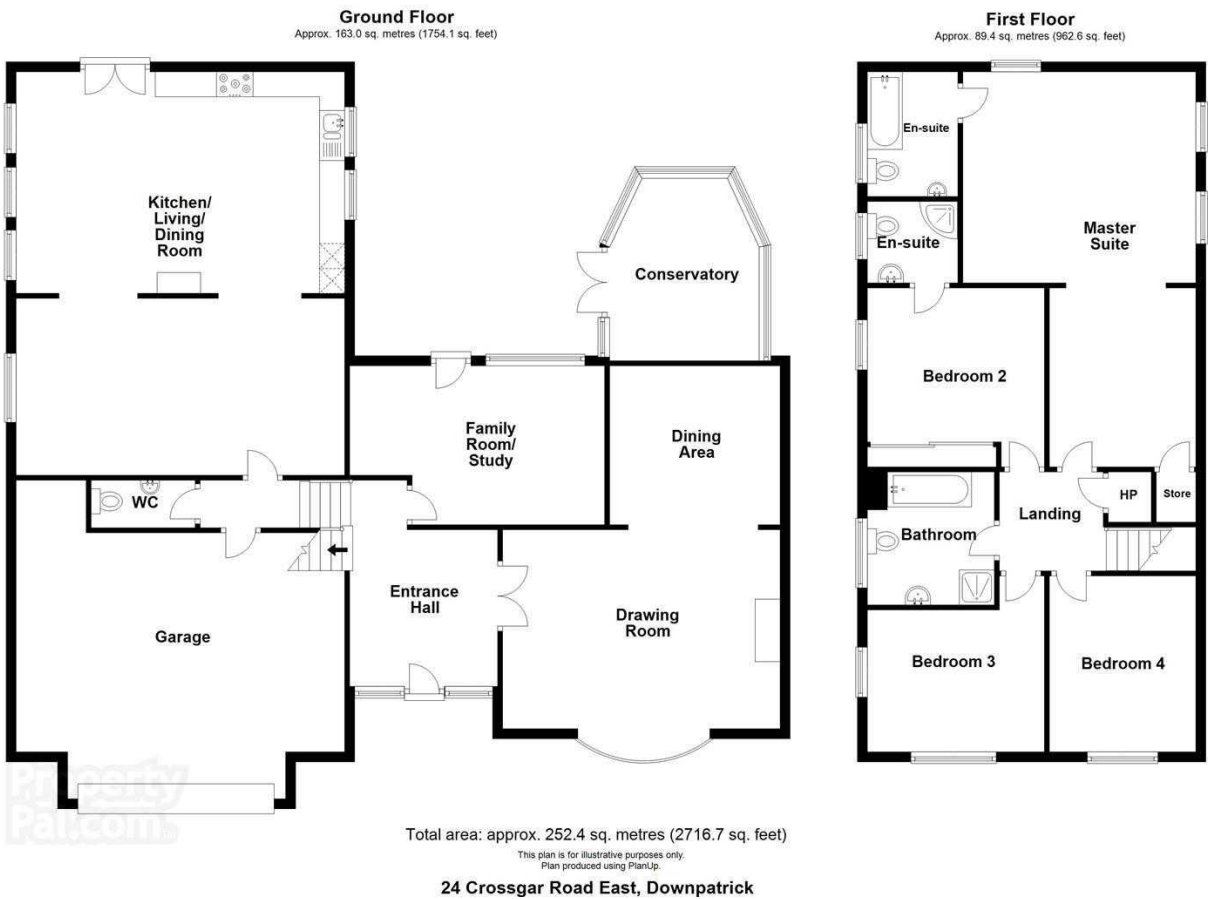 Ground Floor
Approx. 163.0 sq. metres (1754.1 sq. feet)
Kitchen/
Living/
Dining
Room
Conservatory
Family
Room/
Study
Dining
Area
WC
Entrance
Hall
Drawing
Room
Garage
First Floor
Approx. 89.4 sq. metres (962.6 sq. feet)
En-suite
En-suite
Master
Suite
Bedroom 2
HP
Store
Landing
Bathroom
Bedroom 3
Bedroom 4
Property
Pal.com
Total area: approx. 252.4 sq. metres (2716.7 sq. feet)
This plan is for illustrative purposes only.
Plan produced using PlanUp.
24 Crossgar Road East, Downpatrick